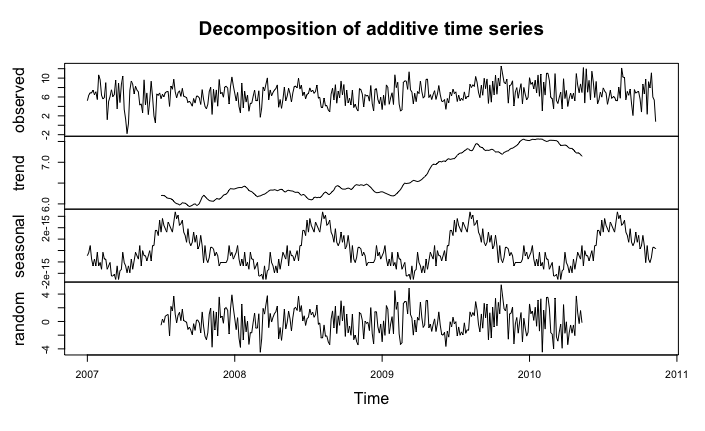 Decomposition of additive time series
observed
-2 2 6 10
trend
6.0 7.0
seasonal
-2e-15 2e-15
random
-4 0 4
2007 2008 2009 2010 2011
Time